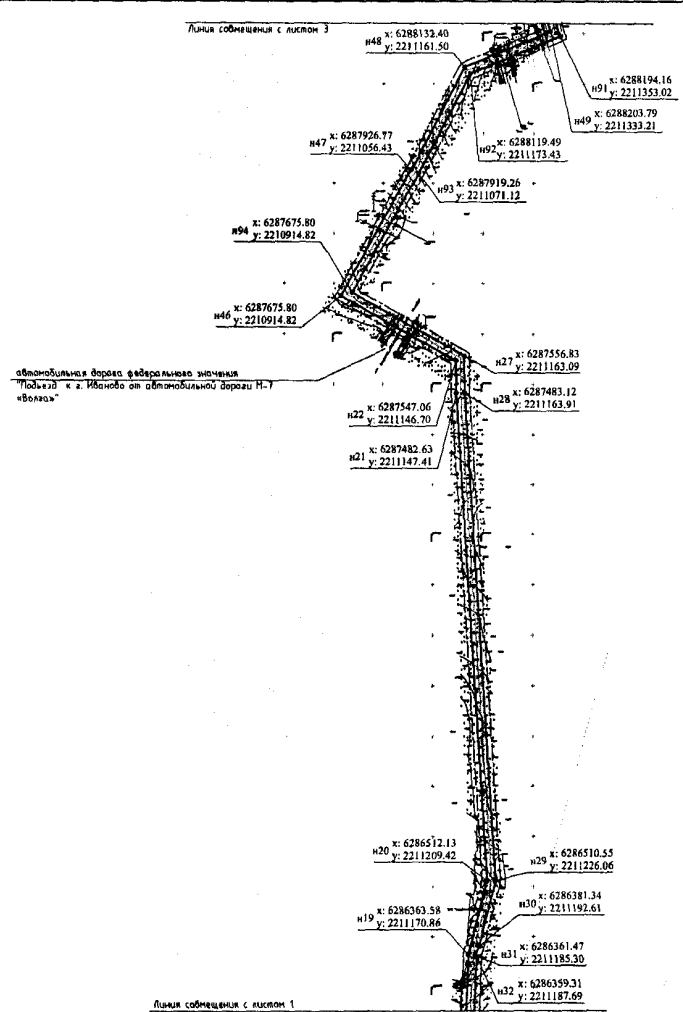 Линия совмещения с листом 3
н48 x: 6288132.40
y: 2211161.50
н91 x: 6288194.16
y: 2211353.02
н49 x: 6288203.79
y: 2211333.21
н47 x: 6287926.77
y: 2211056.43
н92 x: 6288119.49
y: 2211173.43
н93 x: 6287919.26
y: 2211071.12
н94 x: 6287675.80
y: 2210914.82
н46 x: 6287675.80
y: 2210914.82
н27 x: 6287556.83
y: 2211163.09
автомобильная дорога федерального значения
"Подъезд к г. Иваново от автомобильной дороги М-7
«Волга»"
н28 x: 6287483.12
y: 2211163.91
н22 x: 6287547.06
y: 2211146.70
н21 x: 6287482.63
y: 2211147.41
н20 x: 6286512.13
y: 2211209.42
н29 x: 6286510.55
y: 2211226.06
н30 x: 6286381.34
y: 2211192.61
н19 x: 6286363.58
y: 2211170.86
н31 x: 6286361.47
y: 2211185.30
н32 x: 6286359.31
y: 2211187.69
Линия совмещения с листом 1